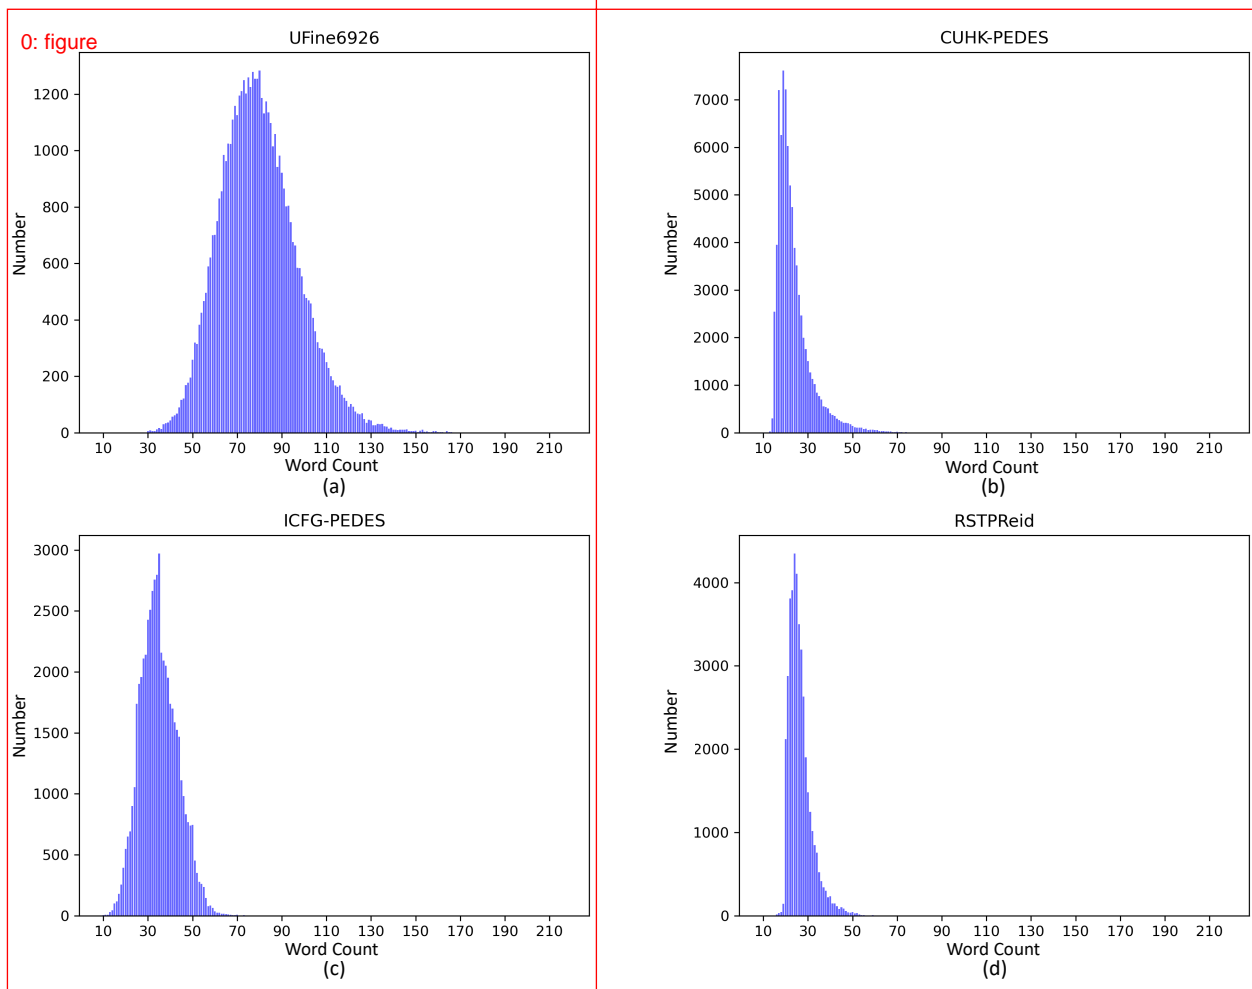 0: figure
UFine6926
1200
1000
800
600
400
200
0
Number
10 30 50 70 90 110 130 150 170 190 210
Word Count
(a)
CUHK-PEDES
7000
6000
5000
4000
3000
2000
1000
0
Number
10 30 50 70 90 110 130 150 170 190 210
Word Count
(b)
ICFG-PEDES
3000
2500
2000
1500
1000
500
0
Number
10 30 50 70 90 110 130 150 170 190 210
Word Count
(c)
RSTPReid
4000
3000
2000
1000
0
Number
10 30 50 70 90 110 130 150 170 190 210
Word Count
(d)